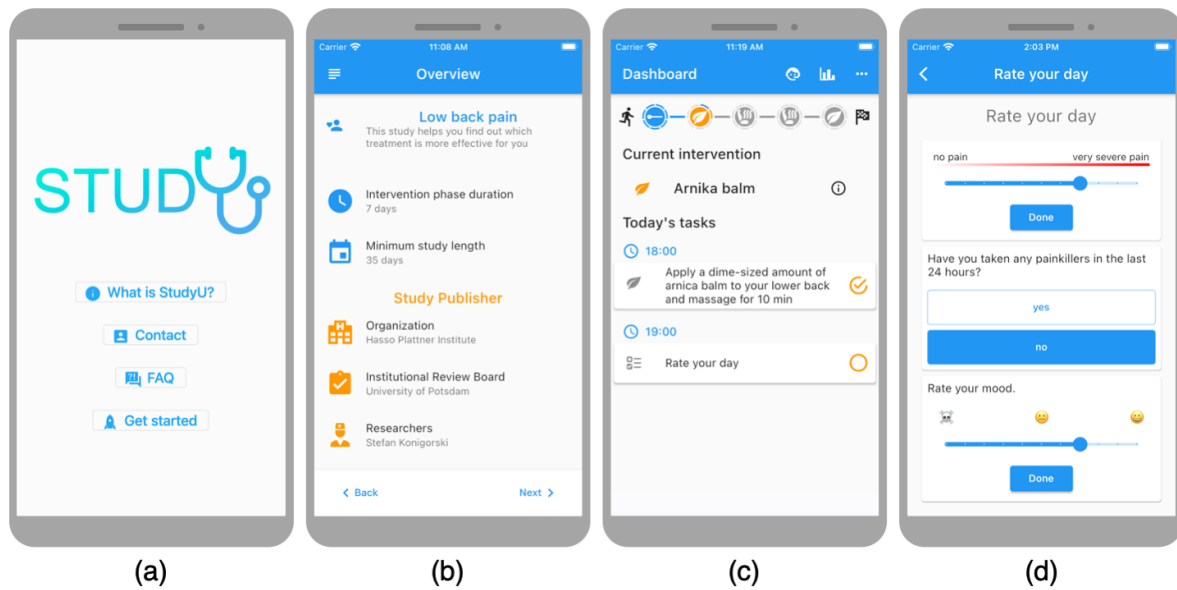 STUDYU
What is StudyU?
Contact
FAQ
Get started
(a)
Carrier
11:08 AM
Overview
Low back pain
This study helps you find out which
treatment is more effective for you
Intervention phase duration
7 days
Minimum study length
35 days
Study Publisher
Organization
Hasso Plattner Institute
Institutional Review Board
University of Potsdam
Researchers
Stefan Konigorski
Back
Next
(b)
Carrier
11:19 AM
Dashboard
Current intervention
Arnika balm
Today's tasks
18:00
Apply a dime-sized amount of
arnica balm to your lower back
and massage for 10 min
19:00
Rate your day
(c)
Carrier
2:03 PM
Rate your day
Rate your day
no pain
very severe pain
Done
Have you taken any painkillers in the last
24 hours?
yes
no
Rate your mood.
Done
(d)